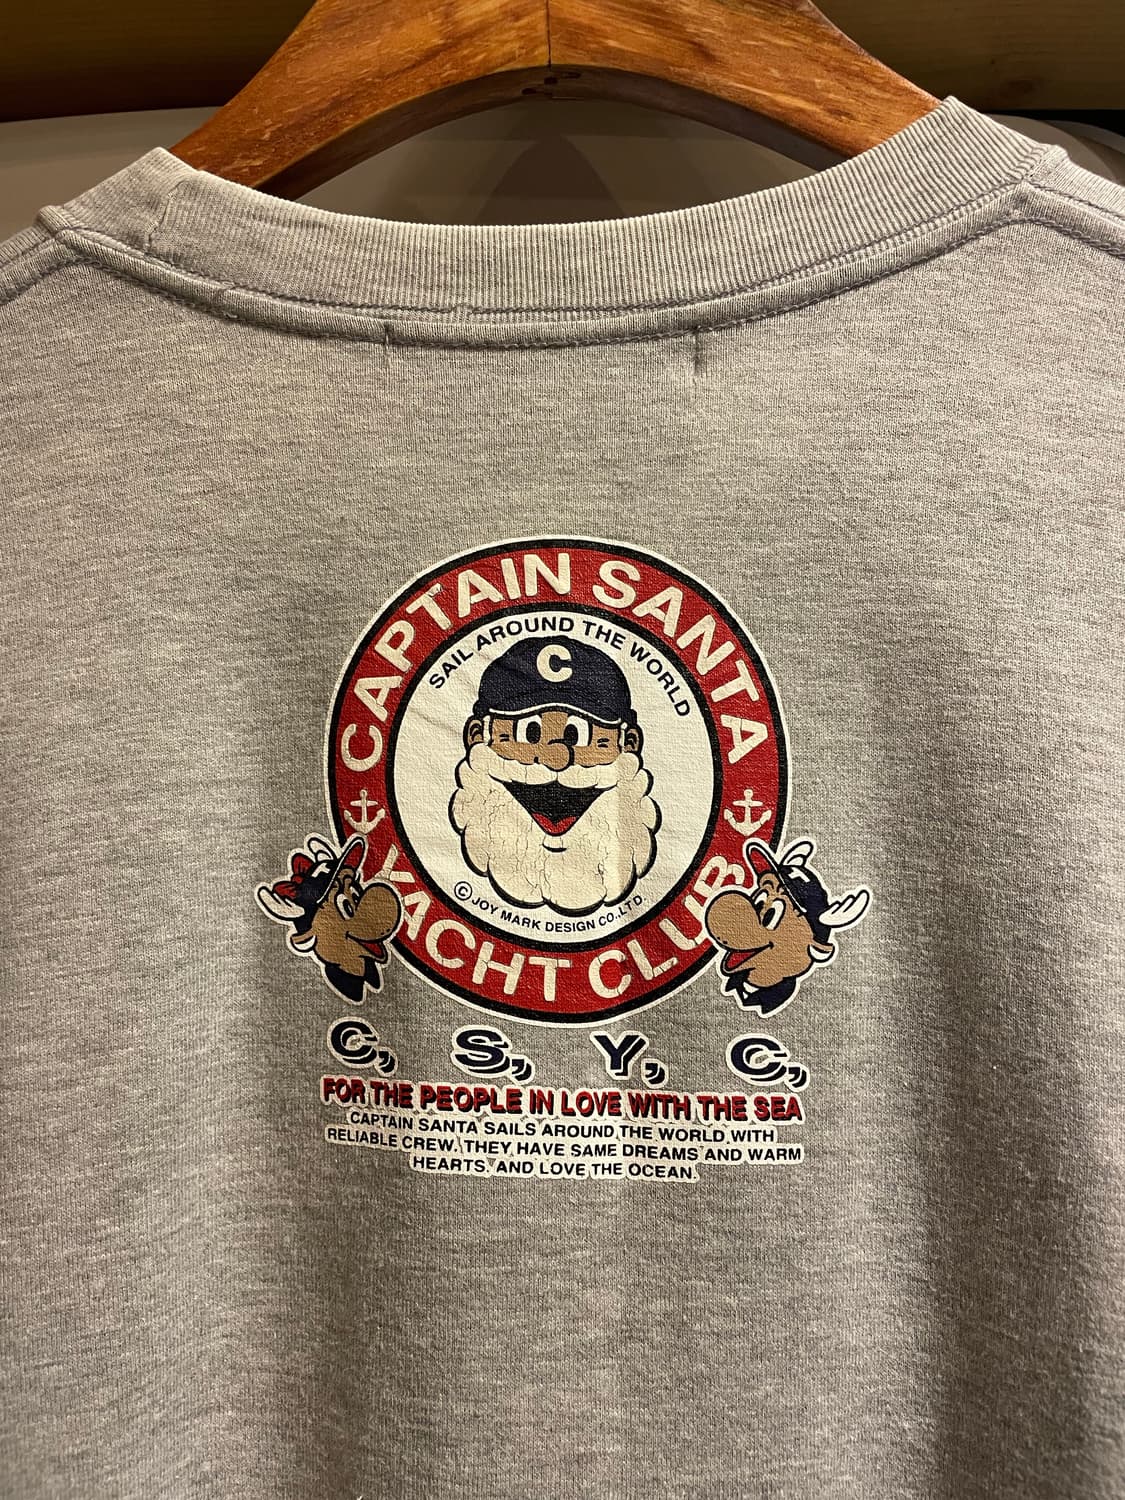 CAPTAIN SANTA
SAIL AROUND THE WORLD
C
T
T
© JOY MARK DESIGN CO.,LTD.
YACHT CLUB
C, S, Y, C,
FOR THE PEOPLE IN LOVE WITH THE SEA
CAPTAIN SANTA SAILS AROUND THE WORLD WITH
RELIABLE CREW. THEY HAVE SAME DREAMS AND WARM
HEARTS. AND LOVE THE OCEAN.